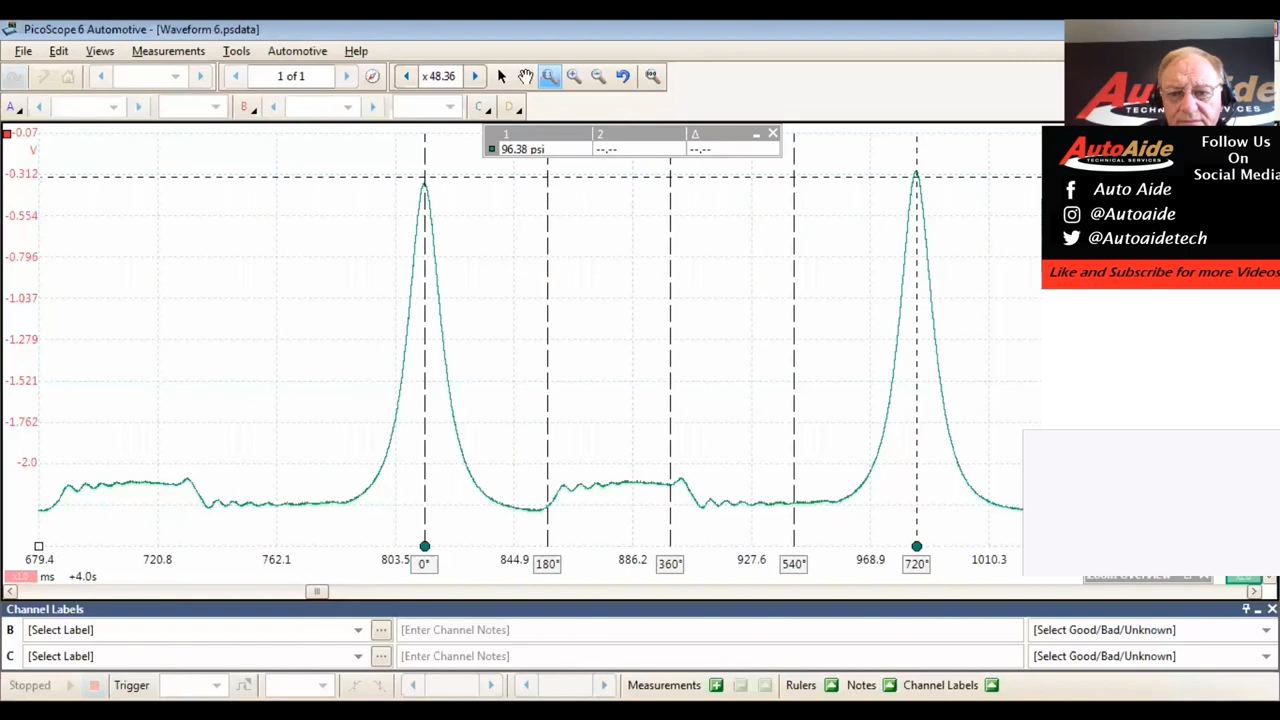 PicoScope 6 Automotive - [Waveform 6.psdata]
File Edit Views Measurements Tools Automotive Help
1 of 1 x 48.36
A B C D
Follow Us
On
Social Media
AutoAide
TECHNICAL SERVICES
Auto Aide
@Autoaide
@Autoaidetech
Like and Subscribe for more Videos
1 2 Δ
96.38 psi --.-- --.--
-0.07
V
-0.312
-0.554
-0.796
-1.037
-1.279
-1.521
-1.762
-2.0
679.4 720.8 762.1 803.5 844.9 886.2 927.6 968.9 1010.3
0° 180° 360° 540° 720°
x1.0 ms +4.0s
Channel Labels
B [Select Label] ... [Enter Channel Notes] [Select Good/Bad/Unknown]
C [Select Label] ... [Enter Channel Notes] [Select Good/Bad/Unknown]
Stopped Trigger Measurements Rulers Notes Channel Labels